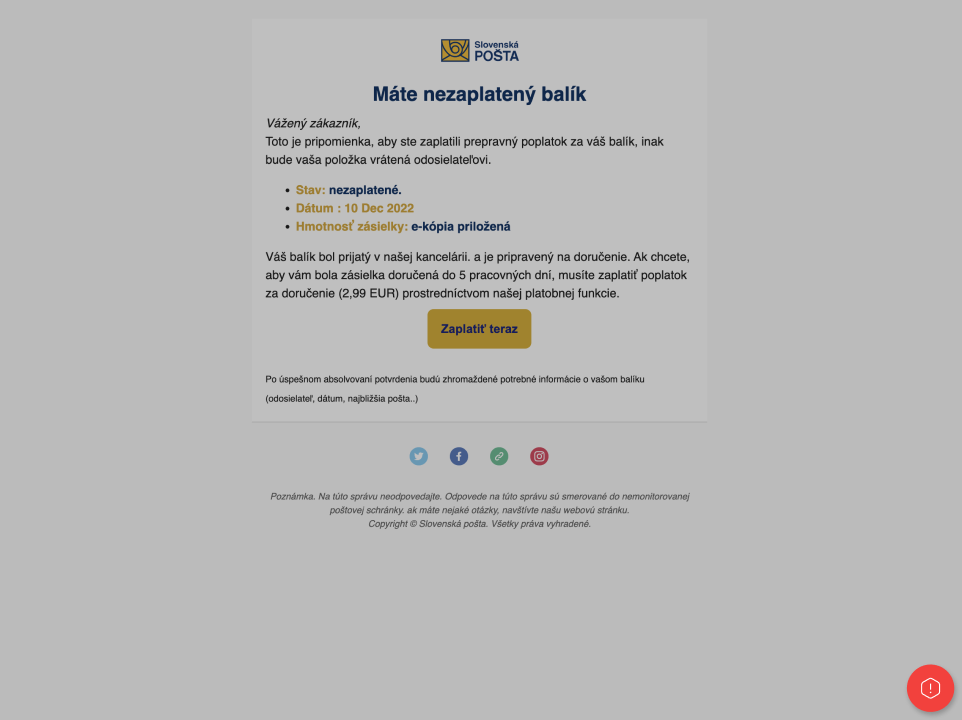 Slovenská
POŠTA
Máte nezaplatený balík
Vážený zákazník,
Toto je pripomienka, aby ste zaplatili prepravný poplatok za váš balík, inak
bude vaša položka vrátená odosielateľovi.
• Stav: nezaplatené.
• Dátum : 10 Dec 2022
• Hmotnosť zásielky: e-kópia priložená
Váš balík bol prijatý v našej kancelárii. a je pripravený na doručenie. Ak chcete,
aby vám bola zásielka doručená do 5 pracovných dní, musíte zaplatiť poplatok
za doručenie (2,99 EUR) prostredníctvom našej platobnej funkcie.
Zaplatiť teraz
Po úspešnom absolvovaní potvrdenia budú zhromaždené potrebné informácie o vašom balíku
(odosielateľ, dátum, najbližšia pošta..)
Poznámka. Na túto správu neodpovedajte. Odpovede na túto správu sú smerované do nemonitorovanej
poštovej schránky. ak máte nejaké otázky, navštívte našu webovú stránku.
Copyright © Slovenská pošta. Všetky práva vyhradené.